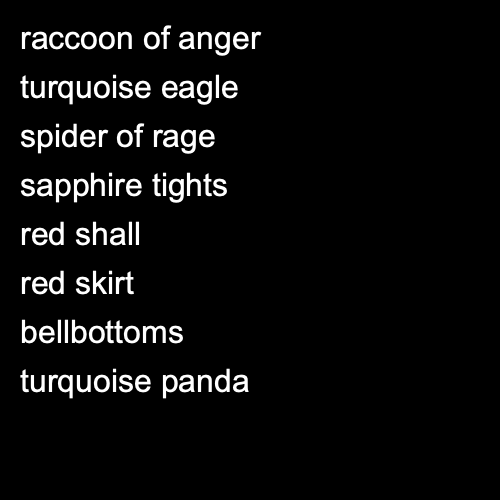 raccoon of anger
turquoise eagle
spider of rage
sapphire tights
red shall
red skirt
bellbottoms
turquoise panda